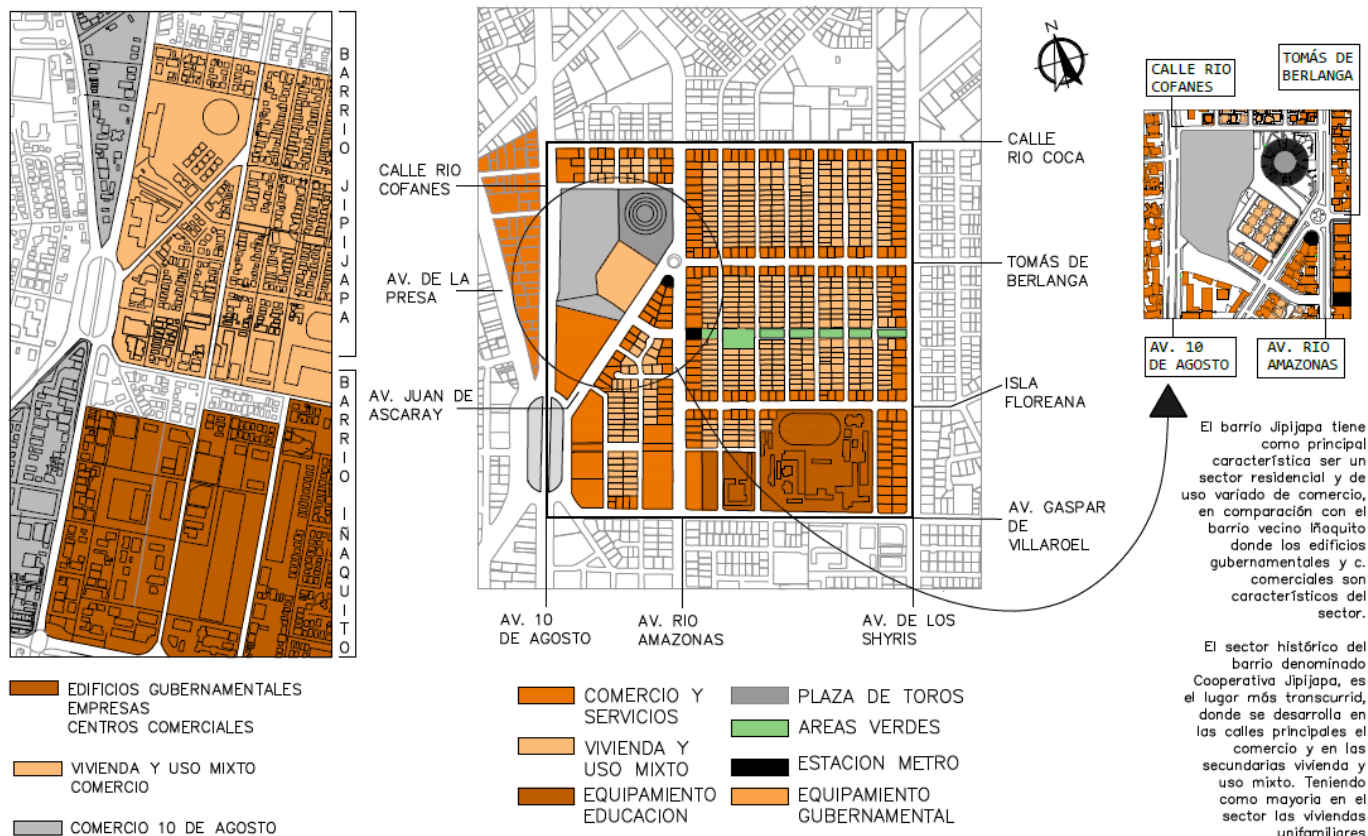 BARRIO JIPIJAPA
BARRIO IÑAQUITO
EDIFICIOS GUBERNAMENTALES
EMPRESAS
CENTROS COMERCIALES
VIVIENDA Y USO MIXTO
COMERCIO
COMERCIO 10 DE AGOSTO
N
CALLE RIO
COFANES
AV. DE LA
PRESA
AV. JUAN DE
ASCARAY
CALLE
RIO COCA
TOMÁS DE
BERLANGA
ISLA
FLOREANA
AV. GASPAR
DE
VILLAROEL
AV. 10
DE AGOSTO
AV. RIO
AMAZONAS
AV. DE LOS
SHYRIS
COMERCIO Y
SERVICIOS
VIVIENDA Y
USO MIXTO
EQUIPAMIENTO
EDUCACION
PLAZA DE TOROS
AREAS VERDES
ESTACION METRO
EQUIPAMIENTO
GUBERNAMENTAL
CALLE RIO
COFANES
TOMÁS DE
BERLANGA
AV. 10
DE AGOSTO
AV. RIO
AMAZONAS
El barrio Jipijapa tiene
como principal
característica ser un
sector residencial y de
uso variado de comercio,
en comparación con el
barrio vecino Iñaquito
donde los edificios
gubernamentales y c.
comerciales son
característicos del
sector.
El sector histórico del
barrio denominado
Cooperativa Jipijapa, es
el lugar más transcurrid,
donde se desarrolla en
las calles principales el
comercio y en las
secundarias vivienda y
uso mixto. Teniendo
como mayoria en el
sector las viviendas
unifamiliares